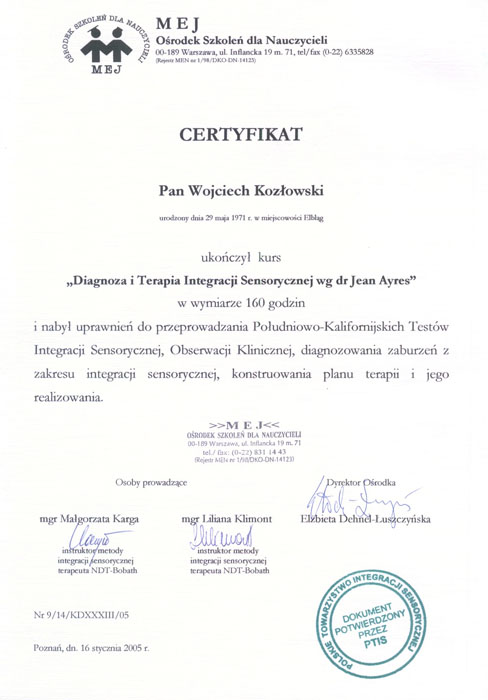 OŚRODEK SZKOLEŃ DLA NAUCZYCIELI
MEJ
M E J
Ośrodek Szkoleń dla Nauczycieli
00-189 Warszawa, ul. Inflancka 19 m. 71, tel/fax (0-22) 6335828
(Rejestr MEN nr 1/98/DKO-DN-14123)
CERTYFIKAT
Pan Wojciech Kozłowski
urodzony dnia 29 maja 1971 r. w miejscowości Elbląg
ukończył kurs
„Diagnoza i Terapia Integracji Sensorycznej wg dr Jean Ayres”
w wymiarze 160 godzin
i nabył uprawnień do przeprowadzania Południowo-Kalifornijskich Testów
Integracji Sensorycznej, Obserwacji Klinicznej, diagnozowania zaburzeń z
zakresu integracji sensorycznej, konstruowania planu terapii i jego
realizowania.
>>M E J<<
OŚRODEK SZKOLEŃ DLA NAUCZYCIELI
00-189 Warszawa, ul. Inflancka 19 m. 71
tel./ fax: (0-22) 831 14 43
(Rejestr MEN nr 1/98/DKO-DN-14123)
Osoby prowadzące
Dyrektor Ośrodka
mgr Małgorzata Karga
mgr Liliana Klimont
Elżbieta Dehnel-Łuszczyńska
instruktor metody
integracji sensorycznej
terapeuta NDT-Bobath
instruktor metody
integracji sensorycznej
terapeuta NDT-Bobath
Nr 9/14/KDXXXIII/05
Poznań, dn. 16 stycznia 2005 r.
POLSKIE TOWARZYSTWO INTEGRACJI SENSORYCZNEJ
DOKUMENT
POTWIERDZONY
PRZEZ
PTIS